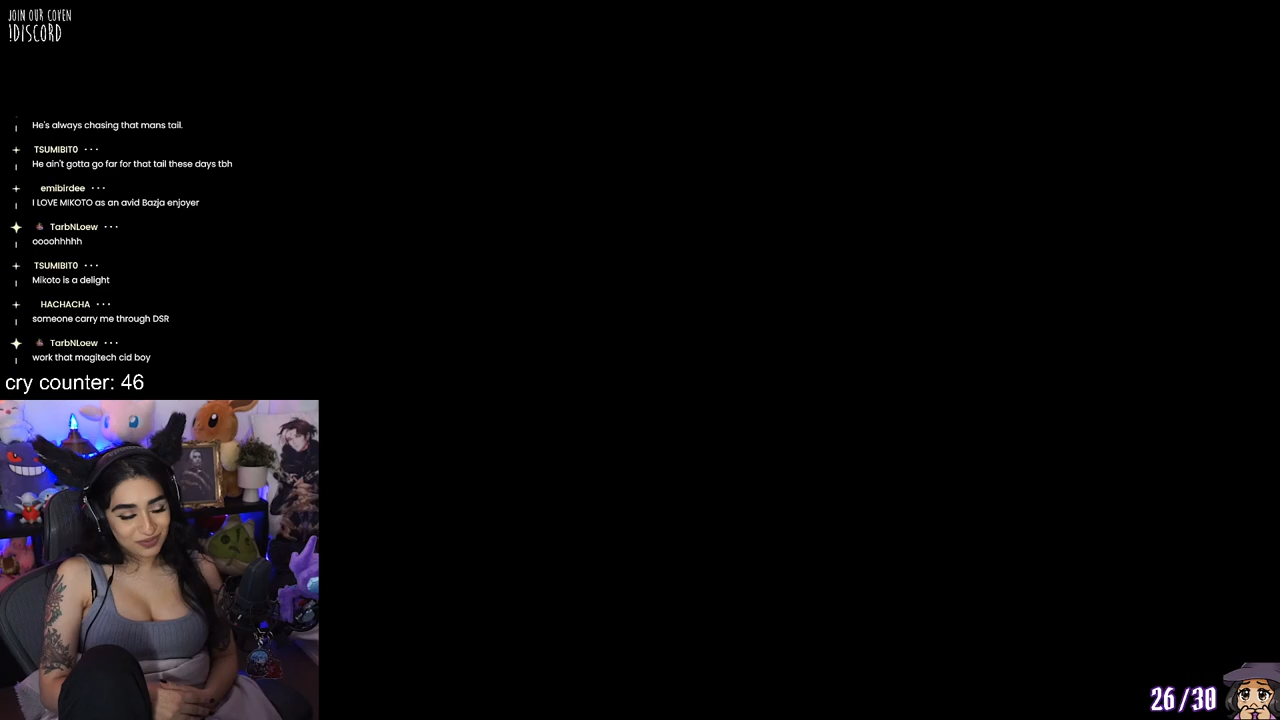 JOIN OUR COVEN
!DISCORD
He's always chasing that mans tail.
TSUMIBIT0
He ain't gotta go far for that tail these days tbh
emibirdee
I LOVE MIKOTO as an avid Bazja enjoyer
TarbNLoew
oooohhhhh
TSUMIBIT0
Mikoto is a delight
HACHACHA
someone carry me through DSR
TarbNLoew
work that magitech cid boy
cry counter: 46
26/30